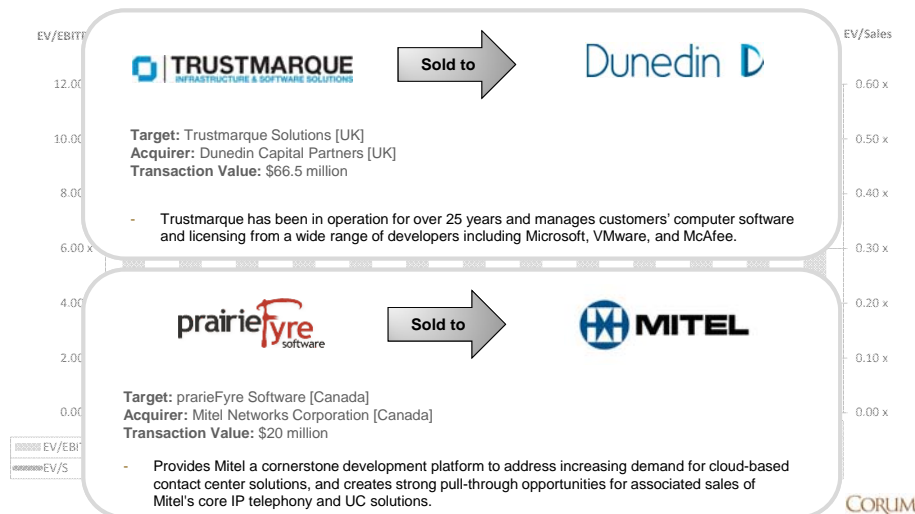 EV/Sales
TRUSTMARQUE
INFRASTRUCTURE & SOFTWARE SOLUTIONS
Sold to
Dunedin D
12.00
0.60 x
10.00
0.50 x
8.00
0.40 x
6.00 x
0.30 x
4.00
0.20 x
2.00
0.10 x
0.00
0.00 x
Target: Trustmarque Solutions [UK]
Acquirer: Dunedin Capital Partners [UK]
Transaction Value: $66.5 million
- Trustmarque has been in operation for over 25 years and manages customers' computer software
and licensing from a wide range of developers including Microsoft, VMware, and McAfee.
prairieFyre
software
Sold to
MITEL
Target: prarieFyre Software [Canada]
Acquirer: Mitel Networks Corporation [Canada]
Transaction Value: $20 million
EV/S
- Provides Mitel a cornerstone development platform to address increasing demand for cloud-based
contact center solutions, and creates strong pull-through opportunities for associated sales of
Mitel's core IP telephony and UC solutions.
CORUM